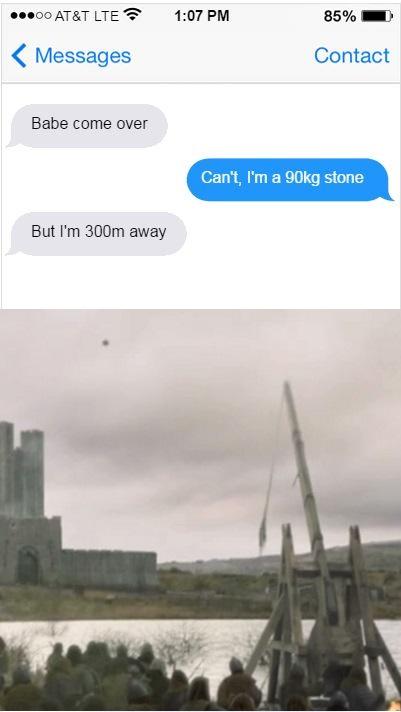 AT&T LTE 1:07 PM 85%
Messages Contact
Babe come over
Can't, I'm a 90kg stone
But I'm 300m away